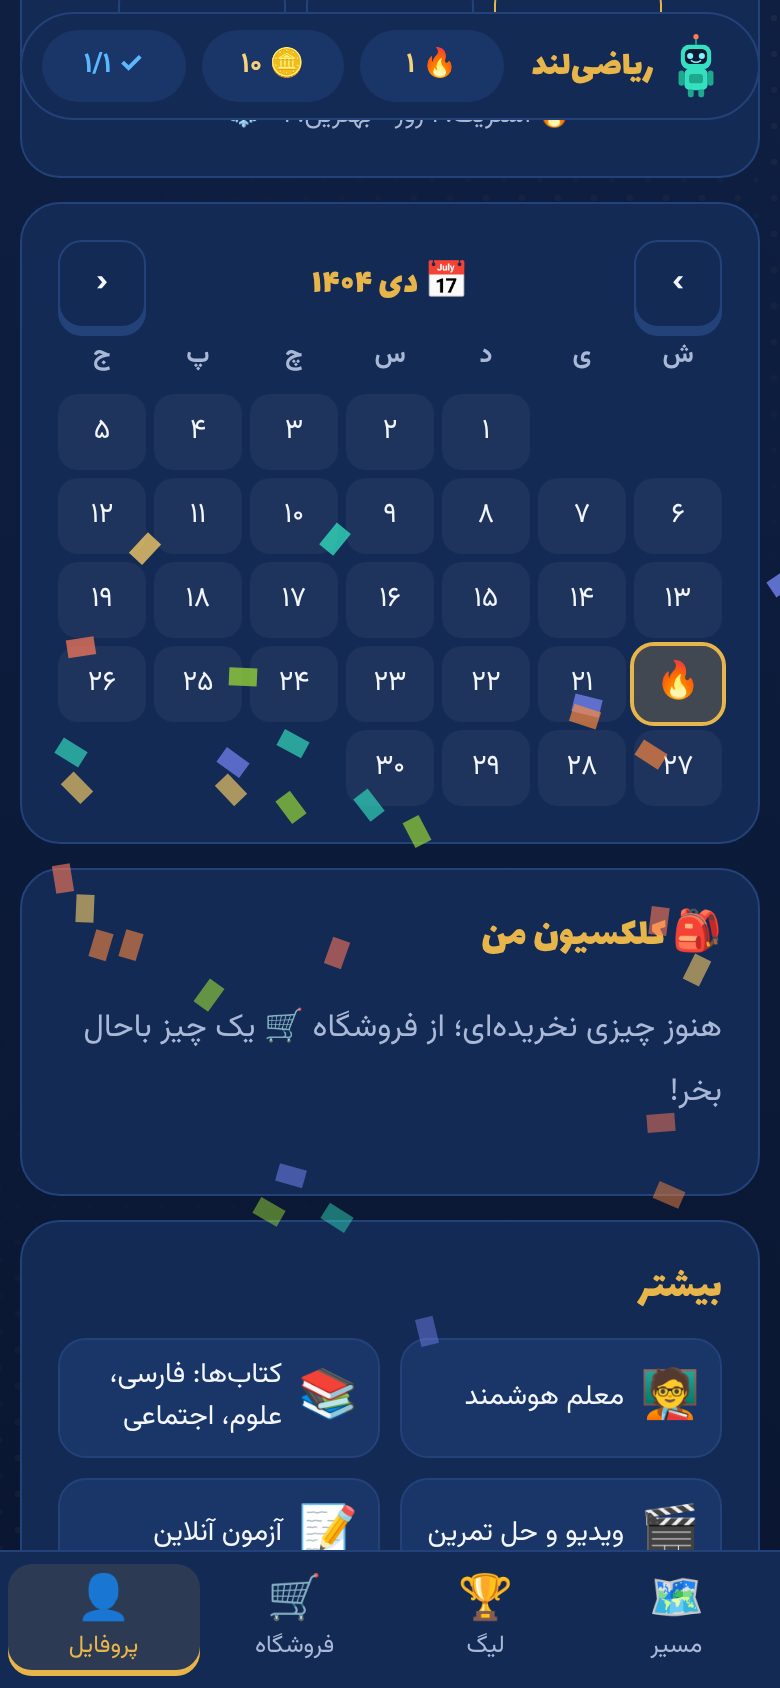 ریاضی‌لند
۱
۱۰
۱/۱
دی ۱۴۰۴
ش ی د س چ پ ج
۱ ۲ ۳ ۴ ۵
۶ ۷ ۸ ۹ ۱۰ ۱۱ ۱۲
۱۳ ۱۴ ۱۵ ۱۶ ۱۷ ۱۸ ۱۹
۲۱ ۲۲ ۲۳ ۲۴ ۲۵ ۲۶
۲۷ ۲۸ ۲۹ ۳۰
کلکسیون من
هنوز چیزی نخریده‌ای؛ از فروشگاه 🛒 یک چیز باحال
بخر!
بیشتر
معلم هوشمند
کتاب‌ها: فارسی،
علوم، اجتماعی
ویدیو و حل تمرین
آزمون آنلاین
مسیر
لیگ
فروشگاه
پروفایل